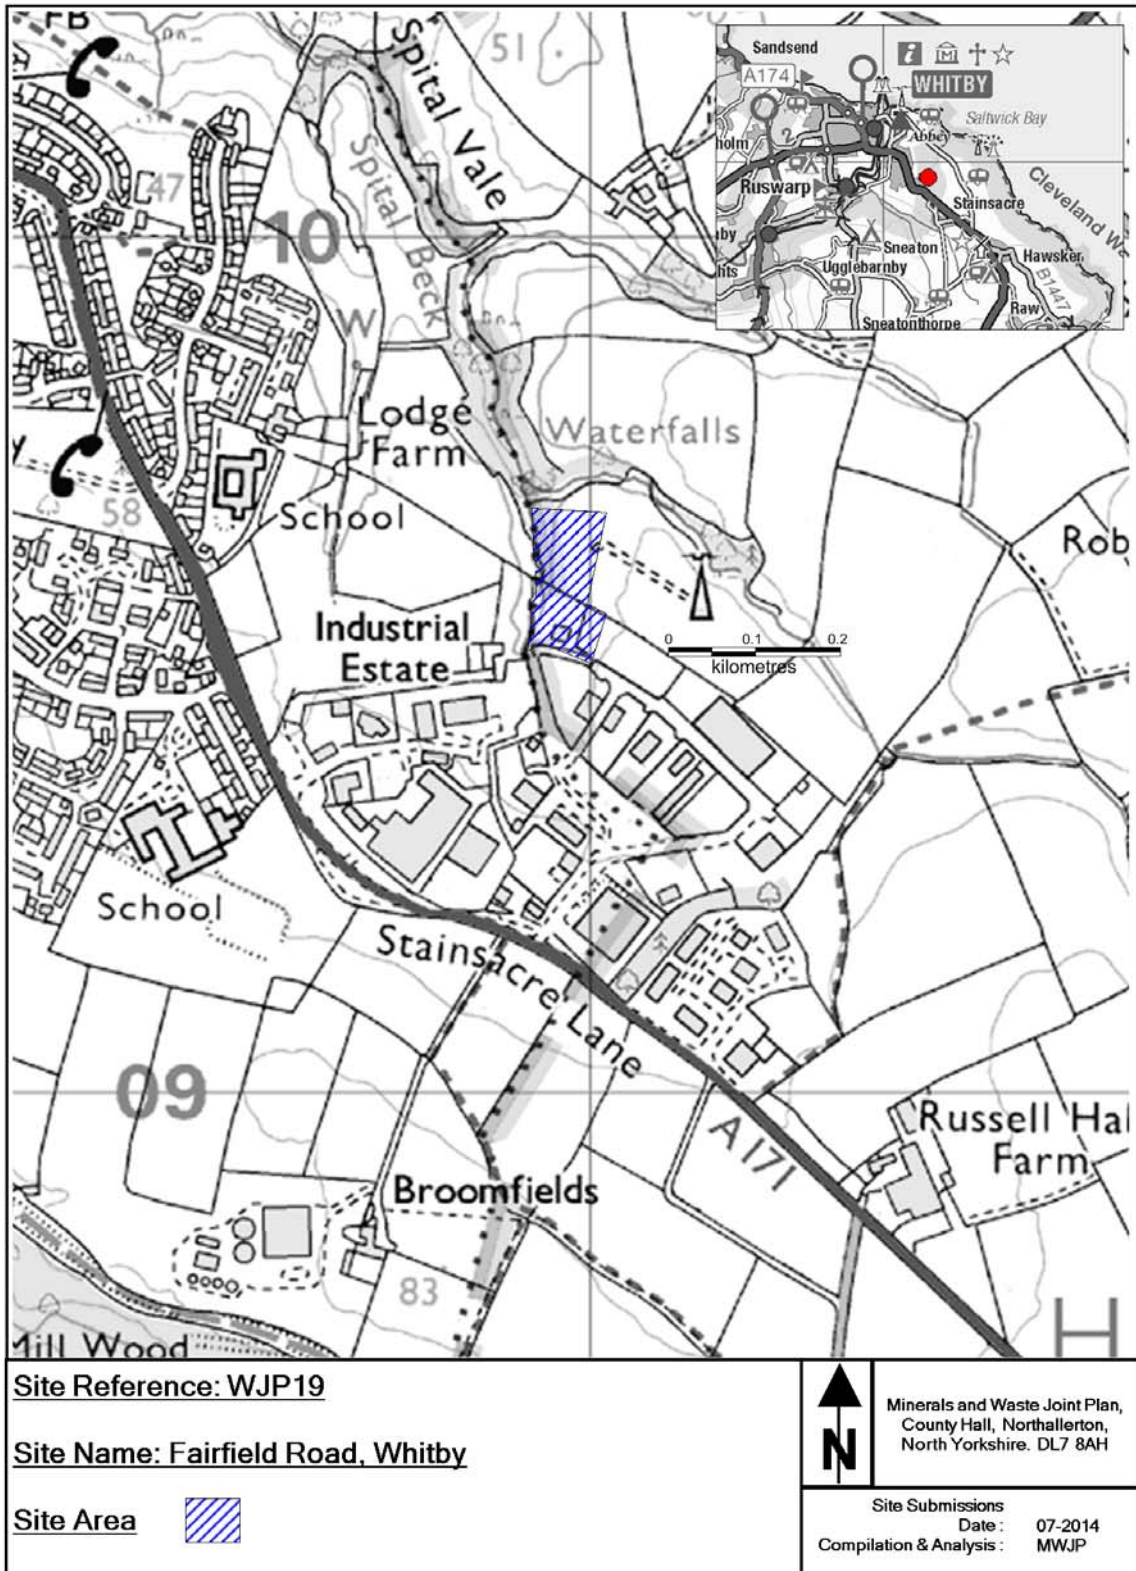 FB
Spital Vale
51
Spital Beck
47
10
W
Lodge
Farm
Waterfalls
School
58
Rob
Industrial
Estate
0 0.1 0.2
kilometres
School
Stainsacre Lane
09
A171
Russell Hal
Farm
Broomfields
83
Mill Wood
H
Sandsend
A174
WHITBY
Saltwick Bay
Abbey
holm
Ruswarp
Stainsacre
Cleveland W
by
Sneaton
Hawsker
hts
Ugglebarnby
B1447
Raw
Sneatonthorpe
Site Reference: WJP19
Site Name: Fairfield Road, Whitby
Site Area
N
Minerals and Waste Joint Plan,
County Hall, Northallerton,
North Yorkshire. DL7 8AH
Site Submissions
Date : 07-2014
Compilation & Analysis : MWJP